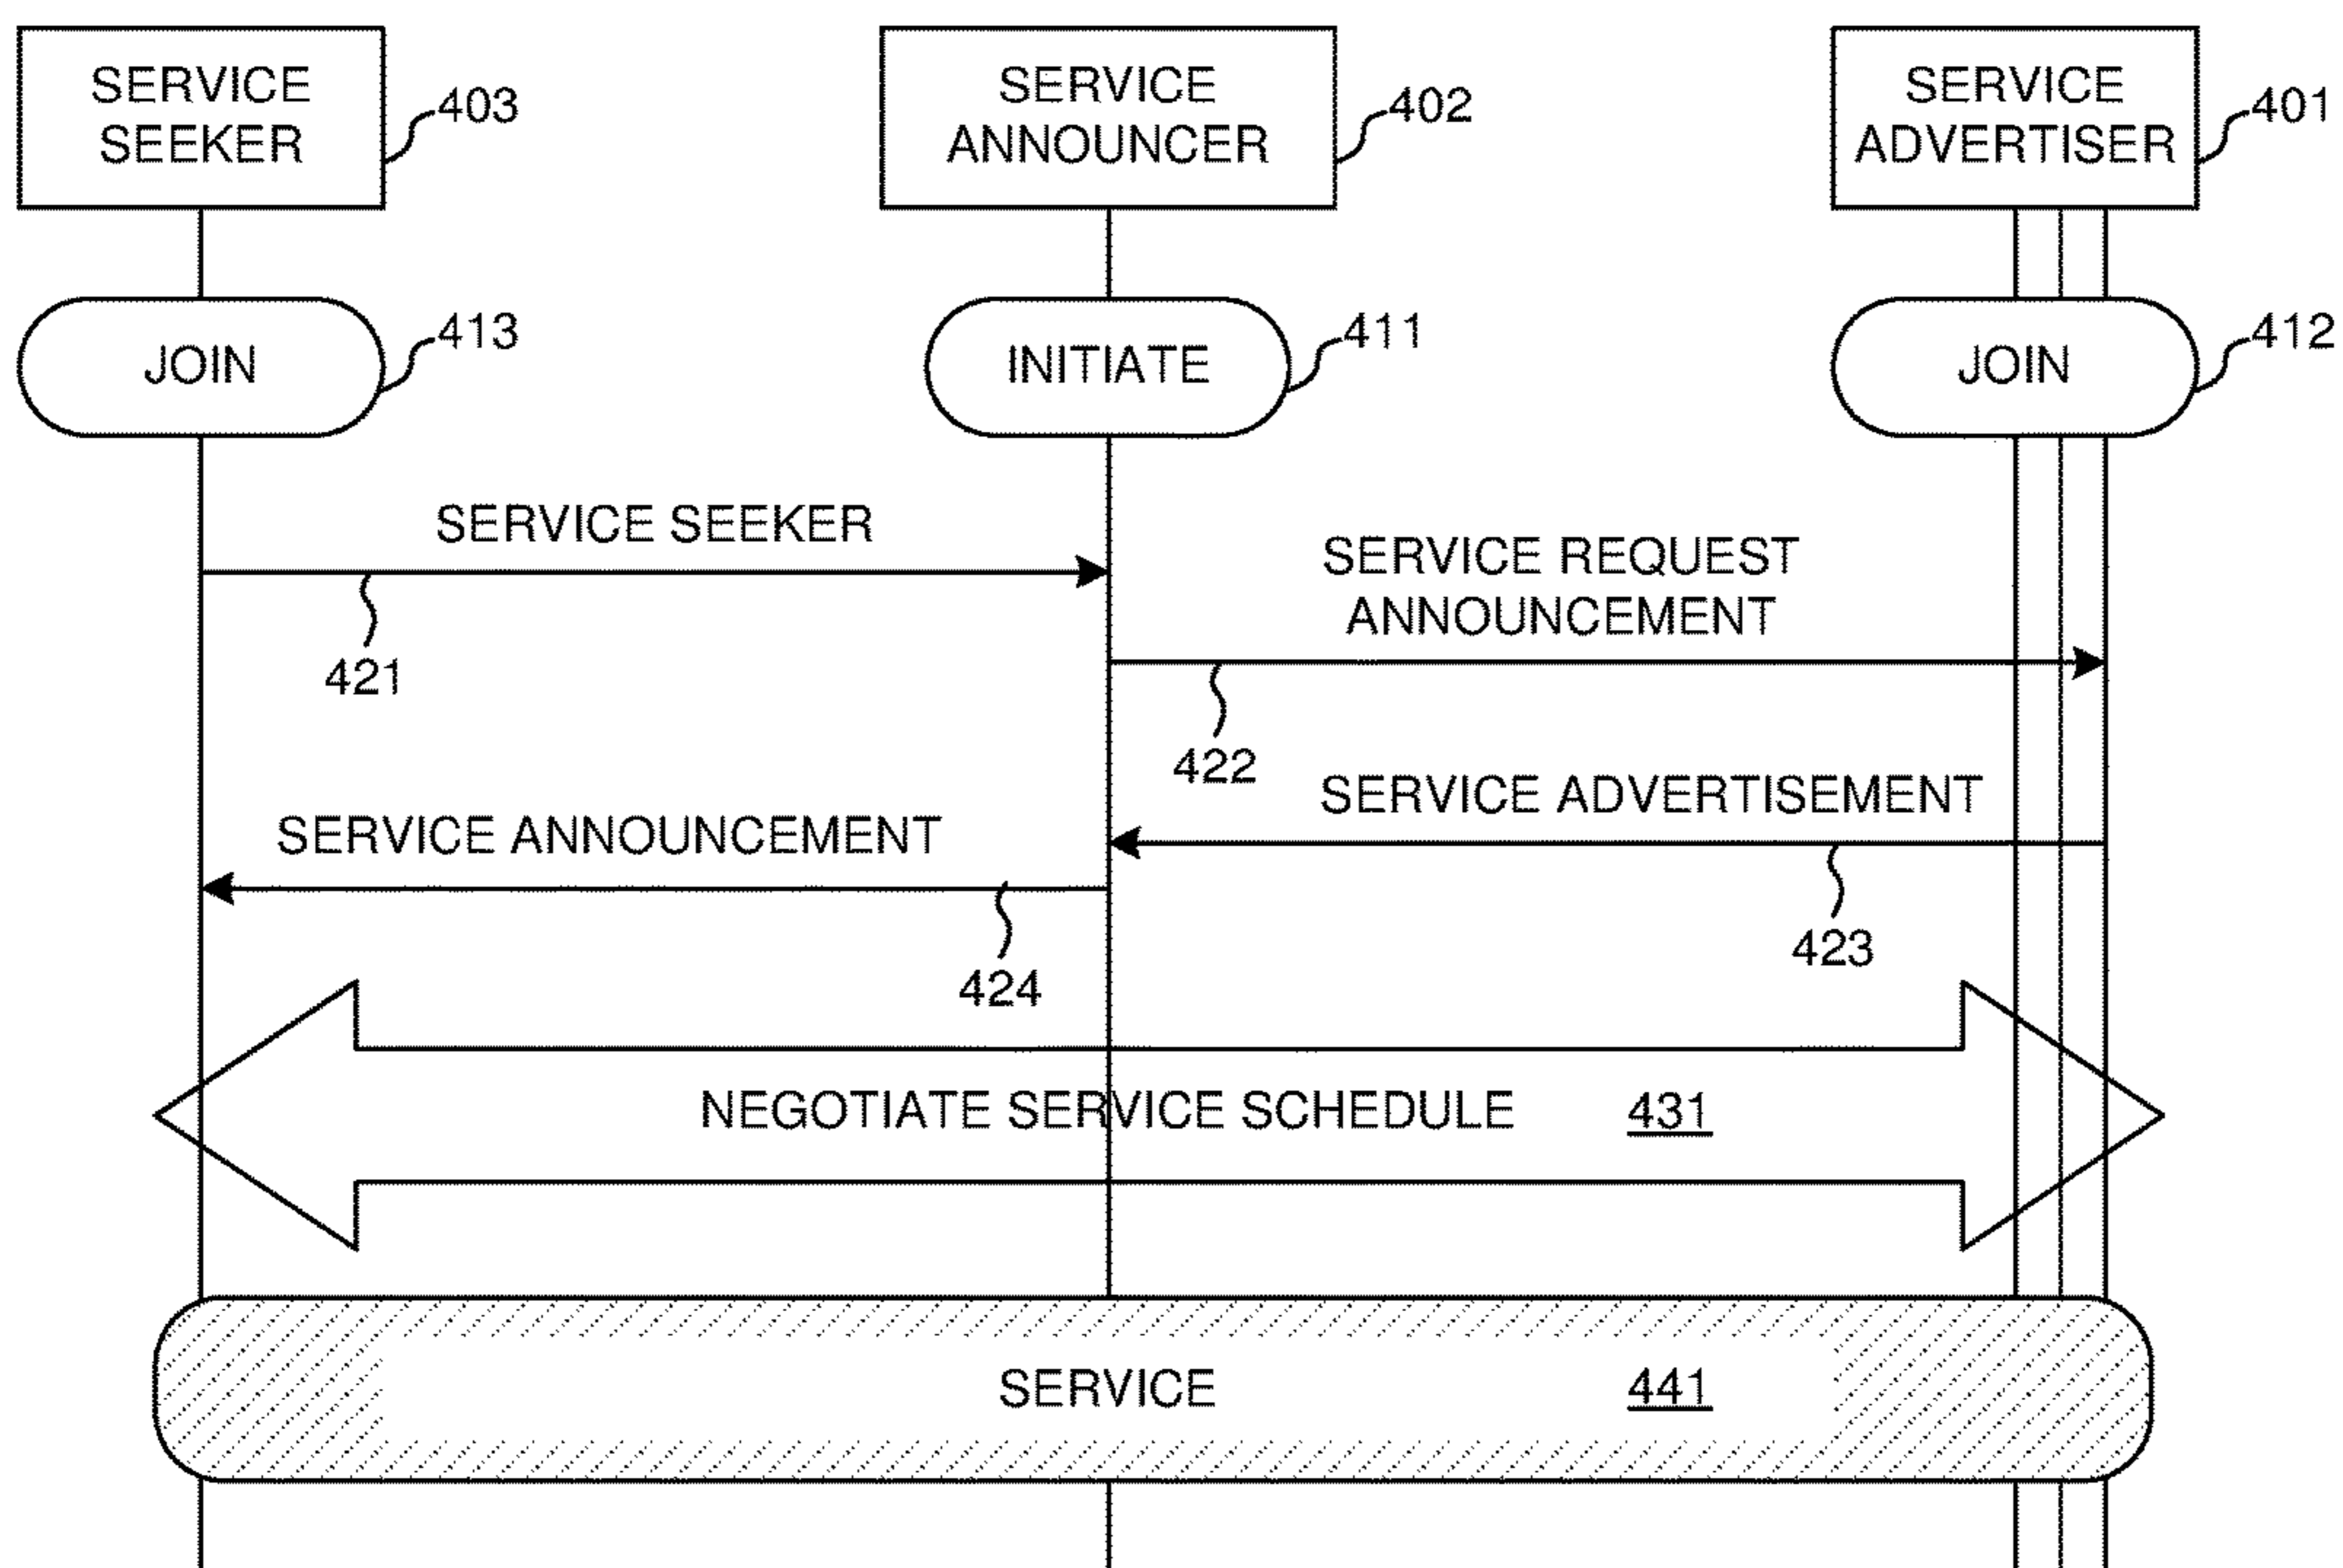 SERVICE
SEEKER
403
SERVICE
ANNOUNCER
402
SERVICE
ADVERTISER
401
JOIN
413
INITIATE
411
JOIN
412
SERVICE SEEKER
421
SERVICE REQUEST
ANNOUNCEMENT
422
SERVICE ADVERTISEMENT
423
SERVICE ANNOUNCEMENT
424
NEGOTIATE SERVICE SCHEDULE 431
SERVICE 441